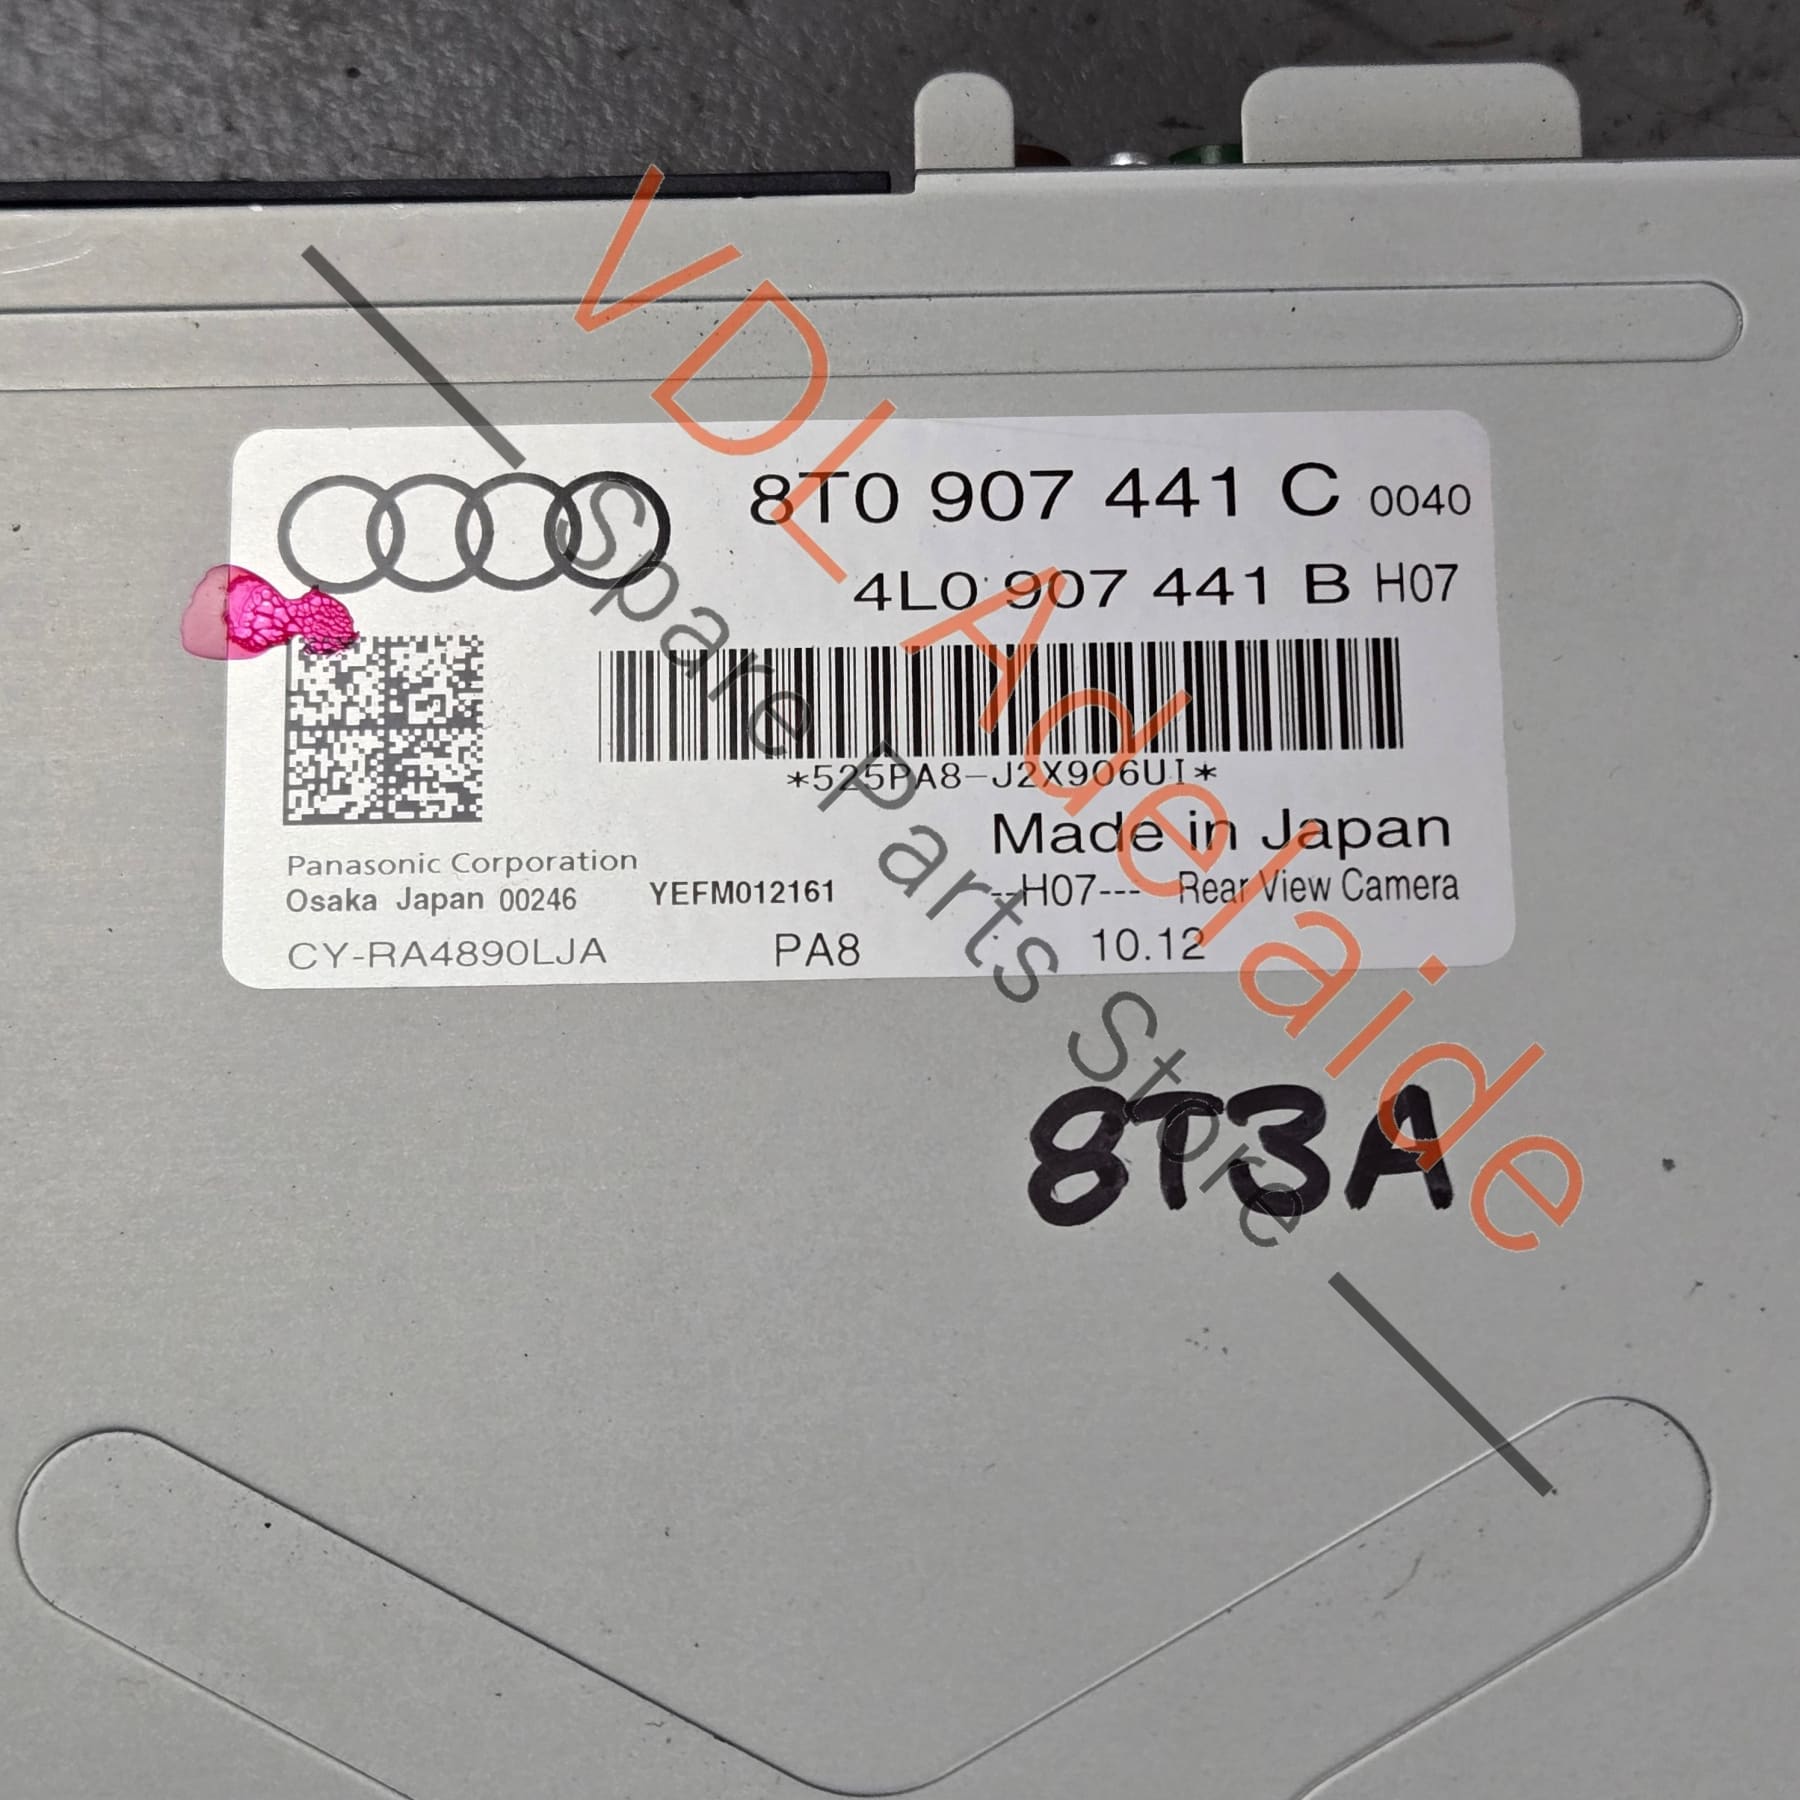 8T0 907 441 C 0040
4L0 907 441 B H07
*525PA8-J2X906UI*
Made in Japan
Panasonic Corporation
Osaka Japan 00246 YEFM012161 --H07--- Rear View Camera
CY-RA4890LJA PA8 10.12
8T3A
VDL Adelaide
Spare Parts Store